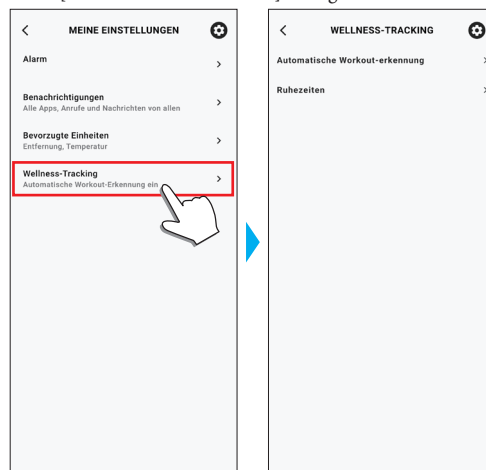 MEINE EINSTELLUNGEN
Alarm
Benachrichtigungen
Alle Apps, Anrufe und Nachrichten von allen
Bevorzugte Einheiten
Entfernung, Temperatur
Wellness-Tracking
Automatische Workout-Erkennung ein
WELLNESS-TRACKING
Automatische Workout-erkennung
Ruhezeiten